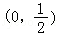 (0, 1/2)